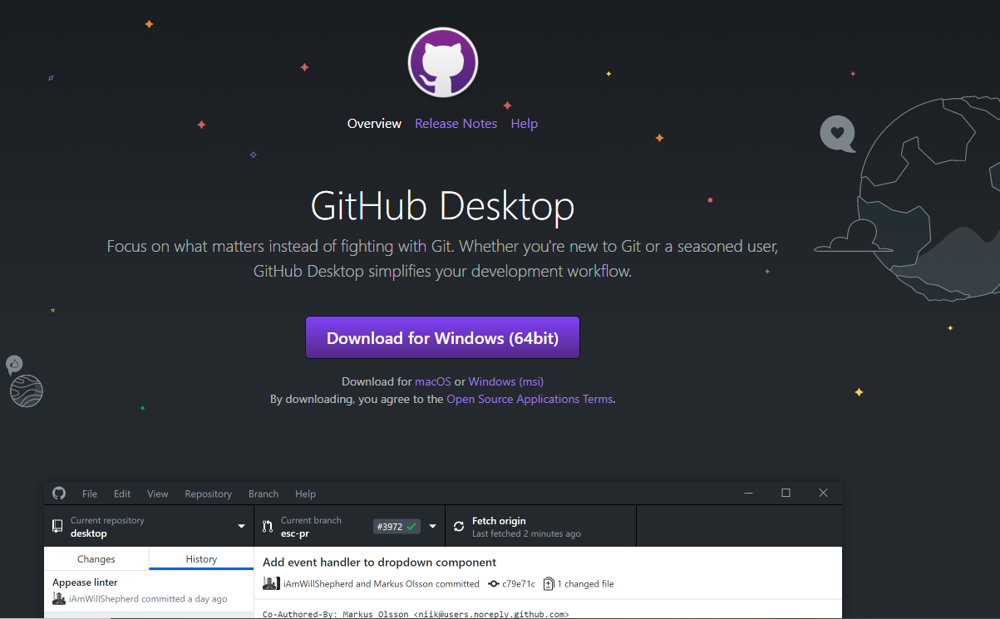 Overview Release Notes Help
GitHub Desktop
Focus on what matters instead of fighting with Git. Whether you're new to Git or a seasoned user,
GitHub Desktop simplifies your development workflow.
Download for Windows (64bit)
Download for macOS or Windows (msi)
By downloading, you agree to the Open Source Applications Terms.
File Edit View Repository Branch Help
Current repository
desktop
Current branch
esc-pr
#3972
Fetch origin
Last fetched 2 minutes ago
Changes History
Appease linter
iAmWillShepherd committed a day ago
Add event handler to dropdown component
iAmWillShepherd and Markus Olsson committed c79e71c 1 changed file
Co-Authored-By: Markus Olsson <niik@users.noreply.github.com>